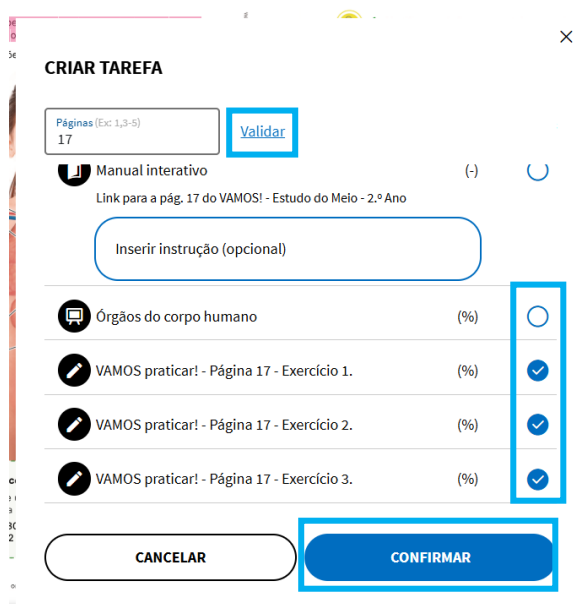 CRIAR TAREFA
Páginas (Ex: 1,3-5)
17
Validar
Manual interativo (-)
Link para a pág. 17 do VAMOS! - Estudo do Meio - 2.º Ano
Inserir instrução (opcional)
Órgãos do corpo humano (%)
VAMOS praticar! - Página 17 - Exercício 1. (%)
VAMOS praticar! - Página 17 - Exercício 2. (%)
VAMOS praticar! - Página 17 - Exercício 3. (%)
CANCELAR CONFIRMAR